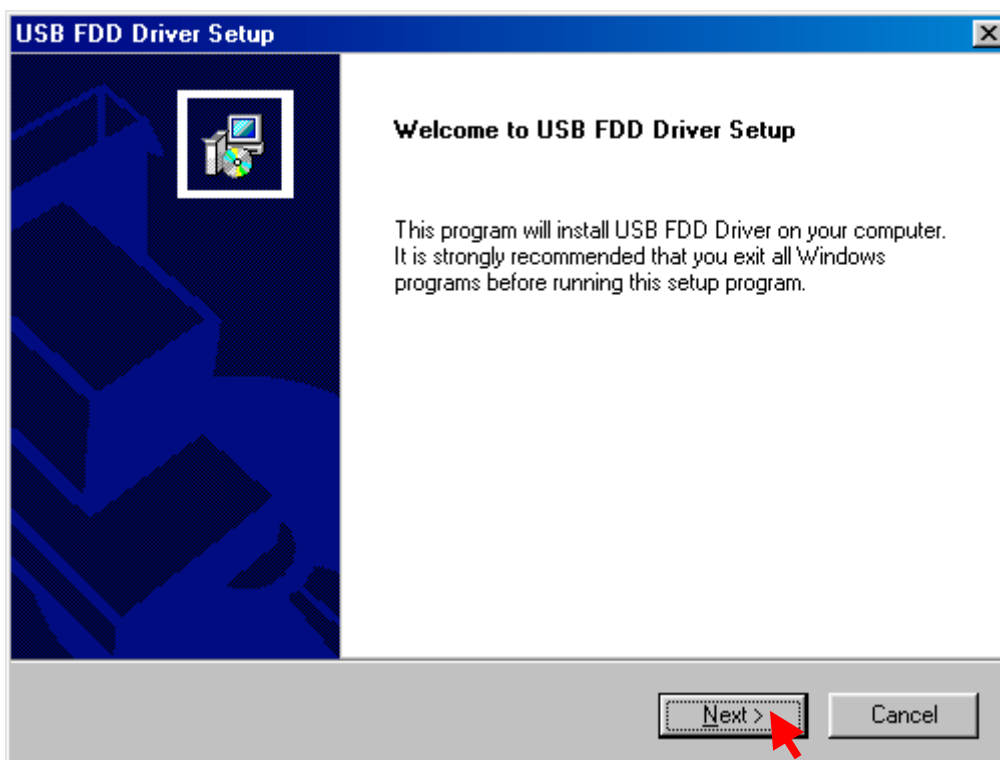 USB FDD Driver Setup
Welcome to USB FDD Driver Setup
This program will install USB FDD Driver on your computer.
It is strongly recommended that you exit all Windows
programs before running this setup program.
Next >
Cancel